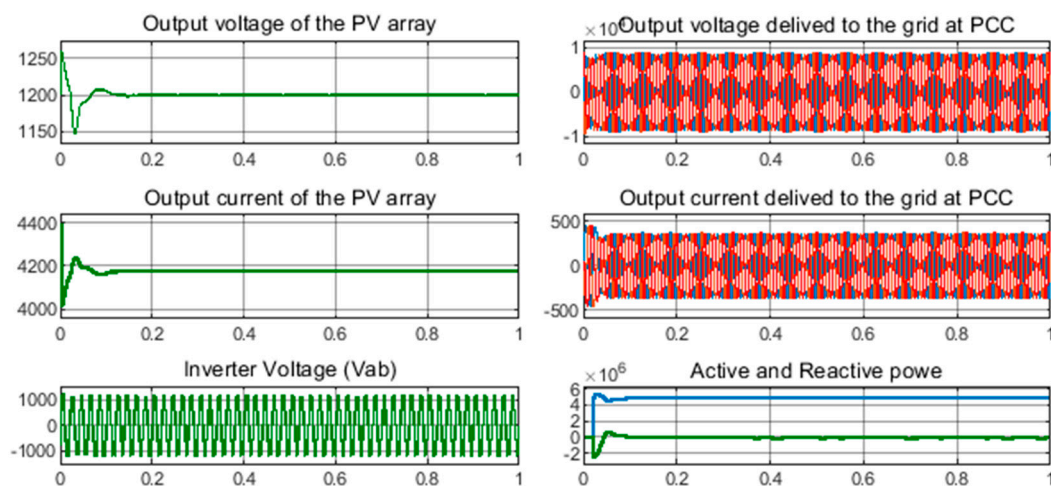 Output voltage of the PV array
1250
1200
1150
0 0.2 0.4 0.6 0.8 1
Output voltage delived to the grid at PCC
×10⁴
1
0
-1
0 0.2 0.4 0.6 0.8 1
Output current of the PV array
4400
4200
4000
0 0.2 0.4 0.6 0.8 1
Output current delived to the grid at PCC
500
0
-500
0 0.2 0.4 0.6 0.8 1
Inverter Voltage (Vab)
1000
0
-1000
0 0.2 0.4 0.6 0.8 1
Active and Reactive powe
×10⁶
6
4
2
0
-2
0 0.2 0.4 0.6 0.8 1